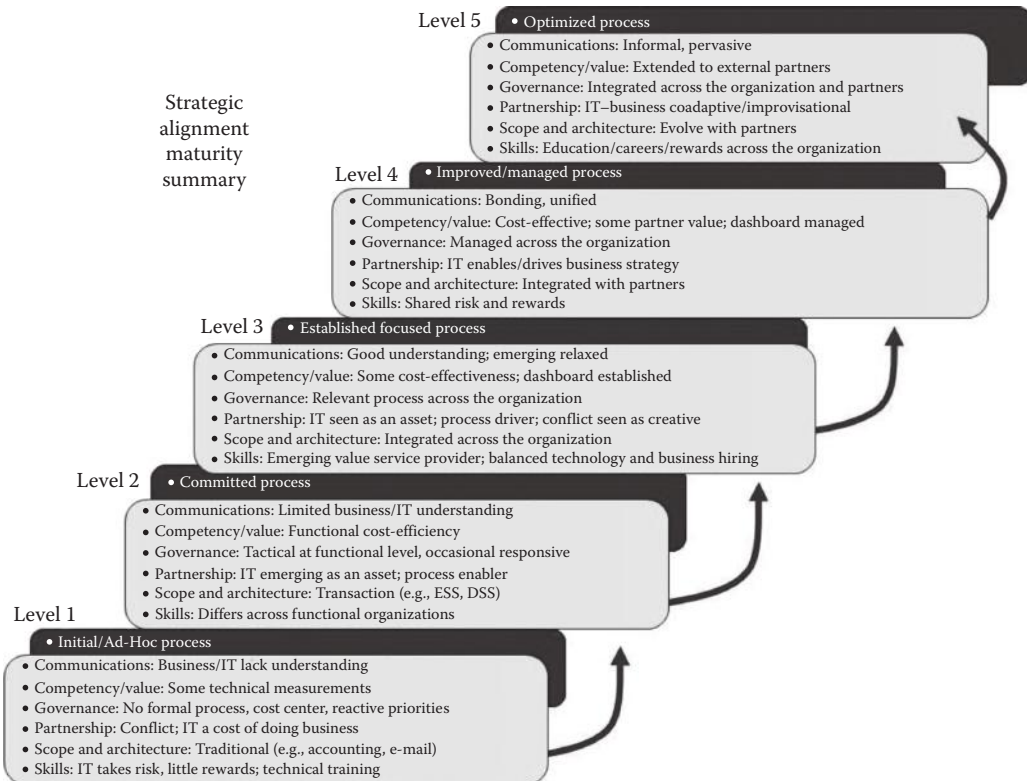 Strategic
alignment
maturity
summary
Level 5
• Optimized process
• Communications: Informal, pervasive
• Competency/value: Extended to external partners
• Governance: Integrated across the organization and partners
• Partnership: IT–business coadaptive/improvisational
• Scope and architecture: Evolve with partners
• Skills: Education/careers/rewards across the organization
Level 4
• Improved/managed process
• Communications: Bonding, unified
• Competency/value: Cost-effective; some partner value; dashboard managed
• Governance: Managed across the organization
• Partnership: IT enables/drives business strategy
• Scope and architecture: Integrated with partners
• Skills: Shared risk and rewards
Level 3
• Established focused process
• Communications: Good understanding; emerging relaxed
• Competency/value: Some cost-effectiveness; dashboard established
• Governance: Relevant process across the organization
• Partnership: IT seen as an asset; process driver; conflict seen as creative
• Scope and architecture: Integrated across the organization
• Skills: Emerging value service provider; balanced technology and business hiring
Level 2
• Committed process
• Communications: Limited business/IT understanding
• Competency/value: Functional cost-efficiency
• Governance: Tactical at functional level, occasional responsive
• Partnership: IT emerging as an asset; process enabler
• Scope and architecture: Transaction (e.g., ESS, DSS)
• Skills: Differs across functional organizations
Level 1
• Initial/Ad-Hoc process
• Communications: Business/IT lack understanding
• Competency/value: Some technical measurements
• Governance: No formal process, cost center, reactive priorities
• Partnership: Conflict; IT a cost of doing business
• Scope and architecture: Traditional (e.g., accounting, e-mail)
• Skills: IT takes risk, little rewards; technical training